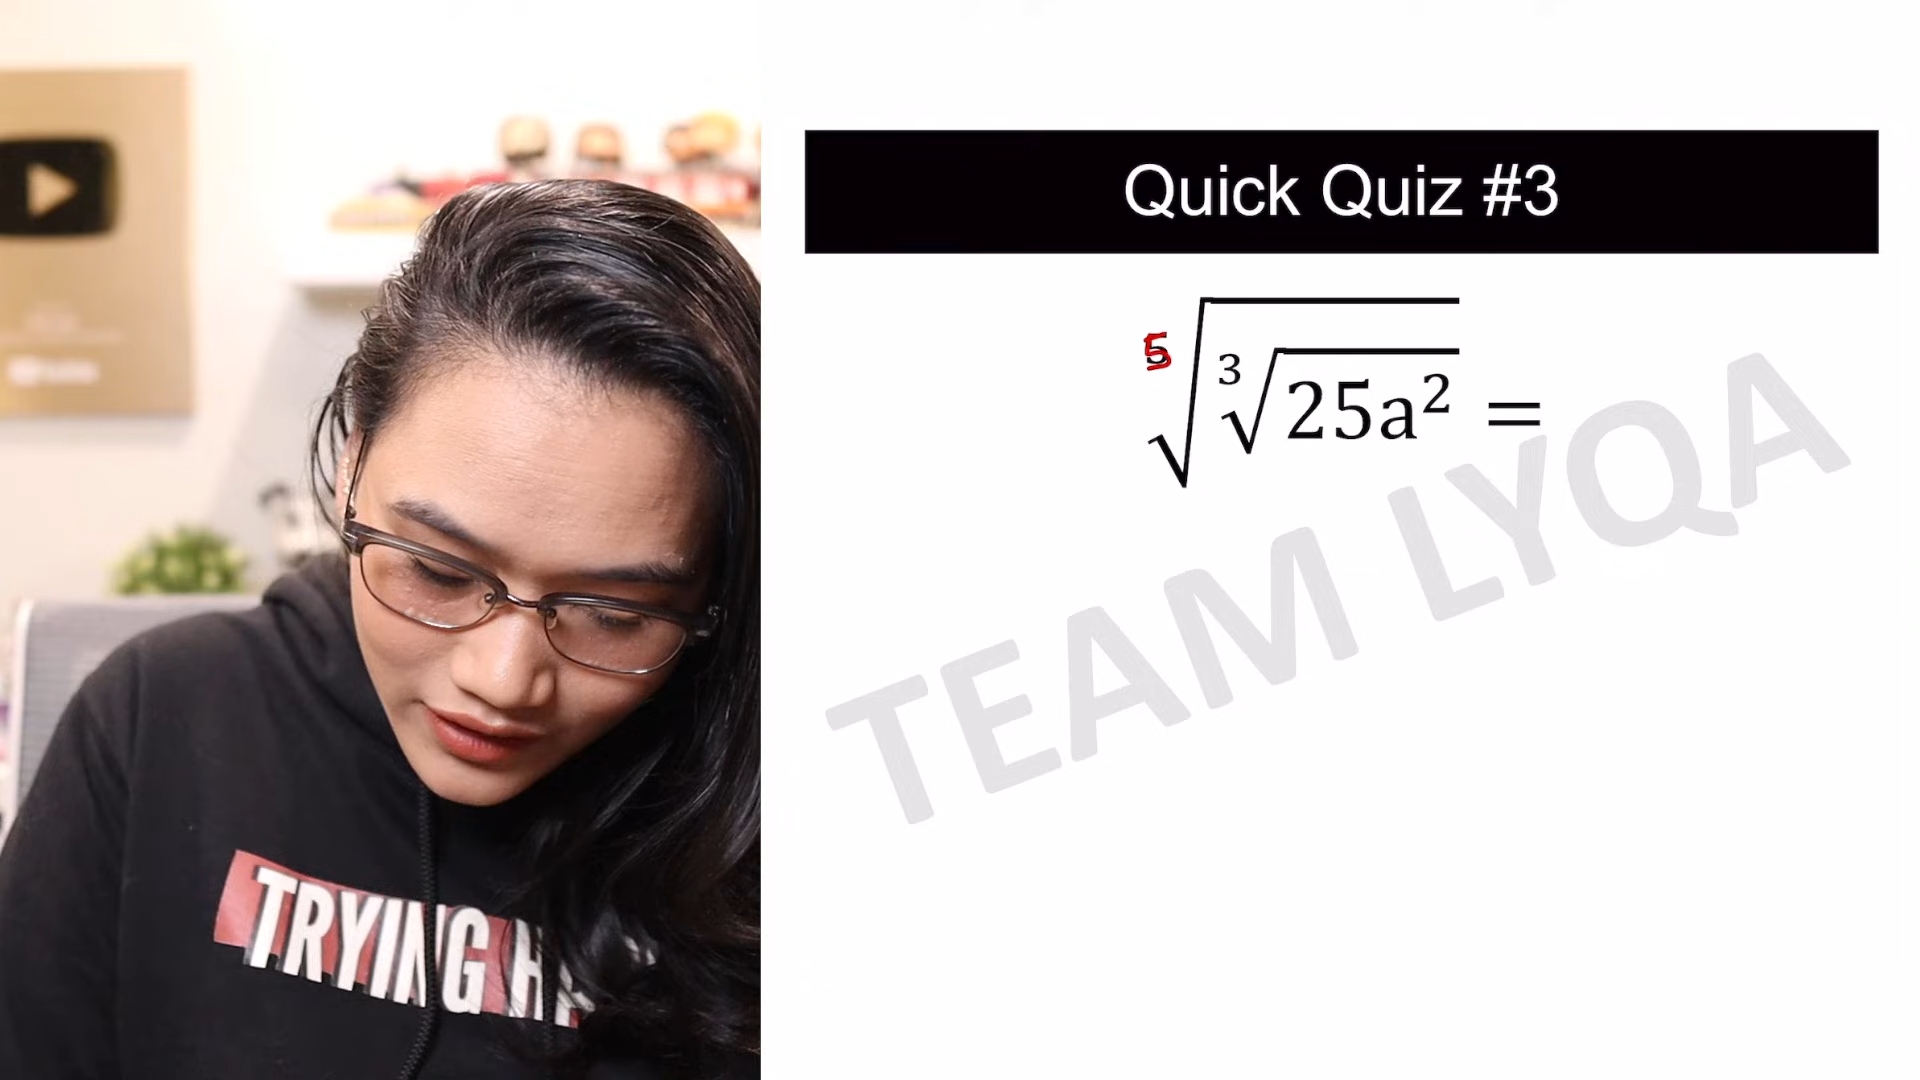 Quick Quiz #3
⁵√(³√(25a²)) =
TEAM LYQA
TRYING H